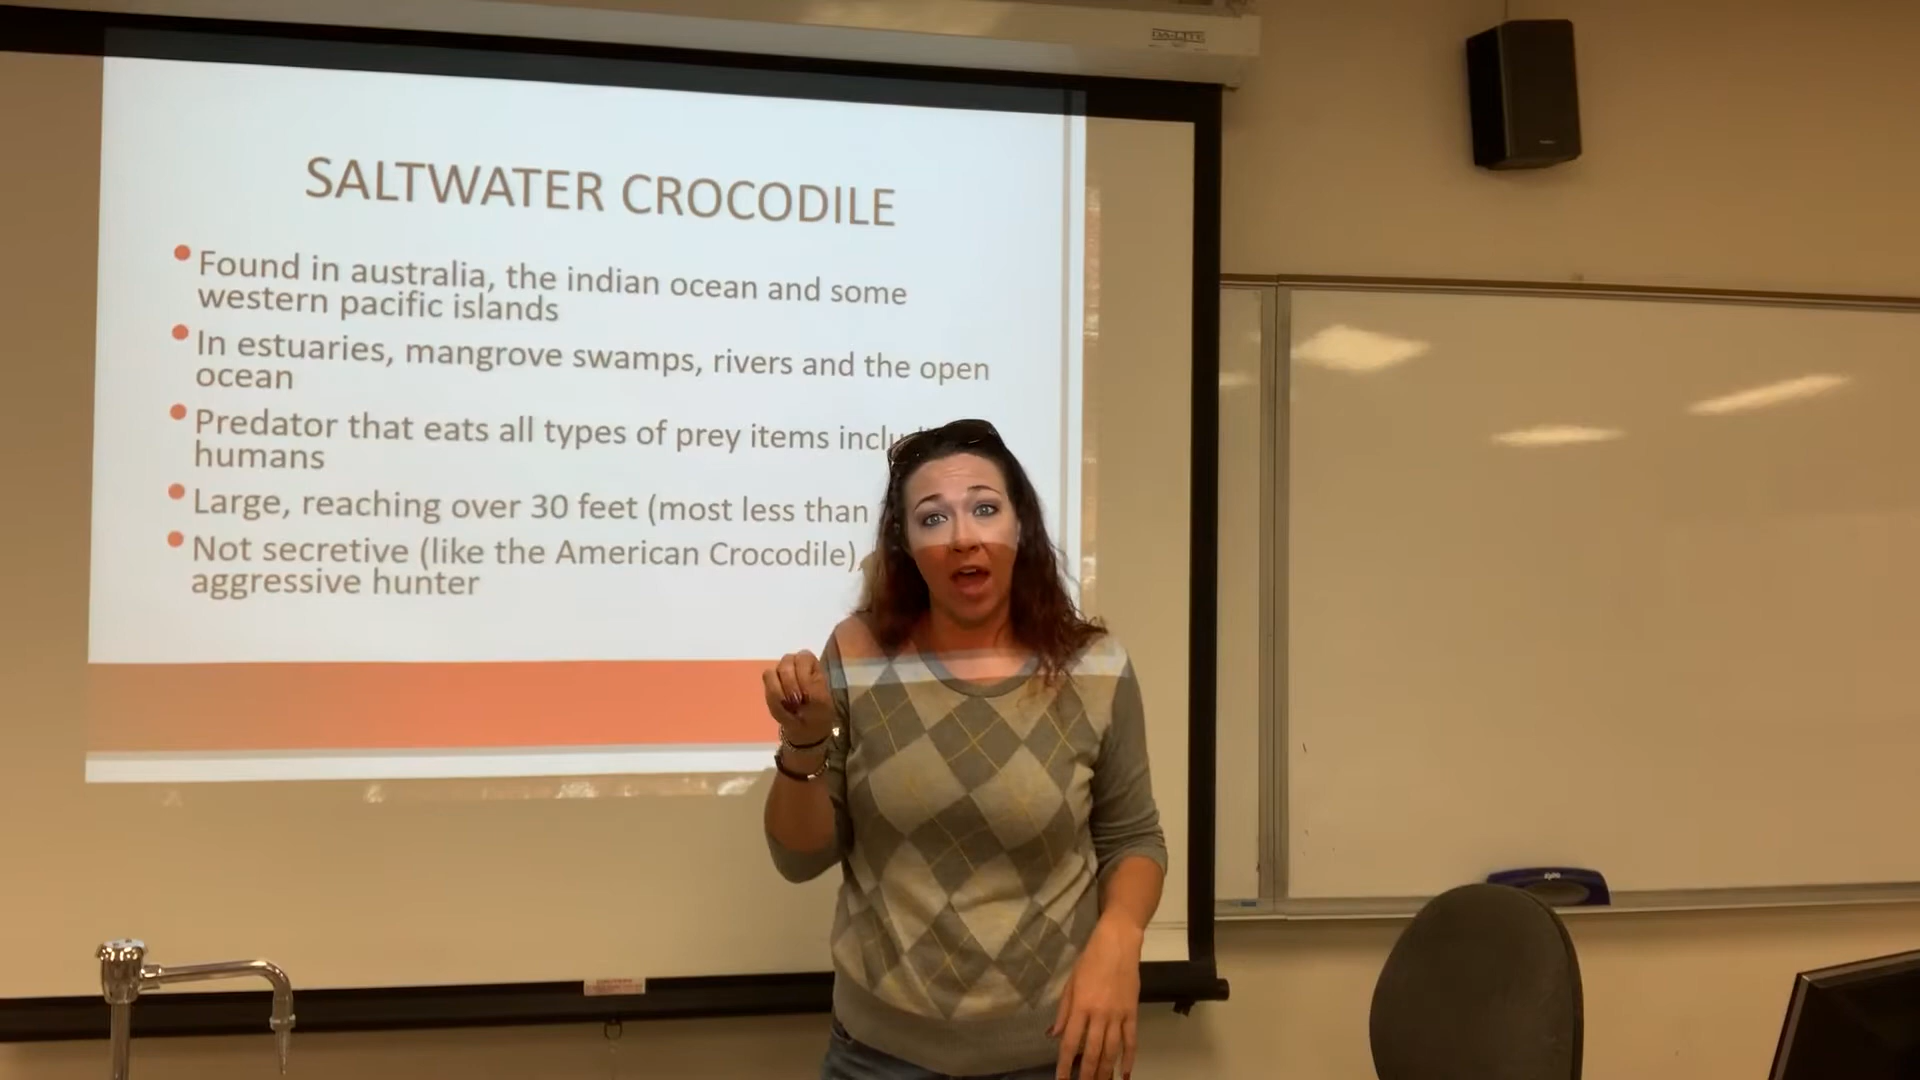 DA-LITE
SALTWATER CROCODILE
Found in australia, the indian ocean and some
western pacific islands
In estuaries, mangrove swamps, rivers and the open
ocean
Predator that eats all types of prey items
humans
Large, reaching over 30 feet (most less than
Not secretive (like the American Crocodile),
aggressive hunter